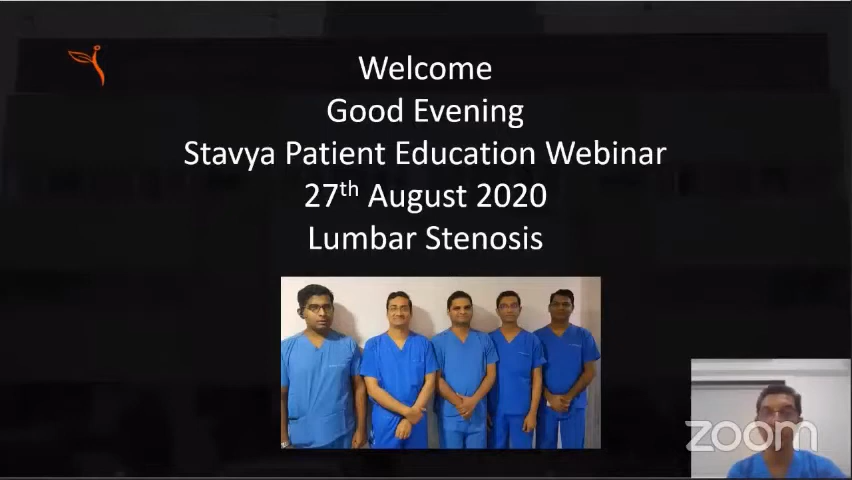 Welcome
Good Evening
Stavya Patient Education Webinar
27th August 2020
Lumbar Stenosis
zoom